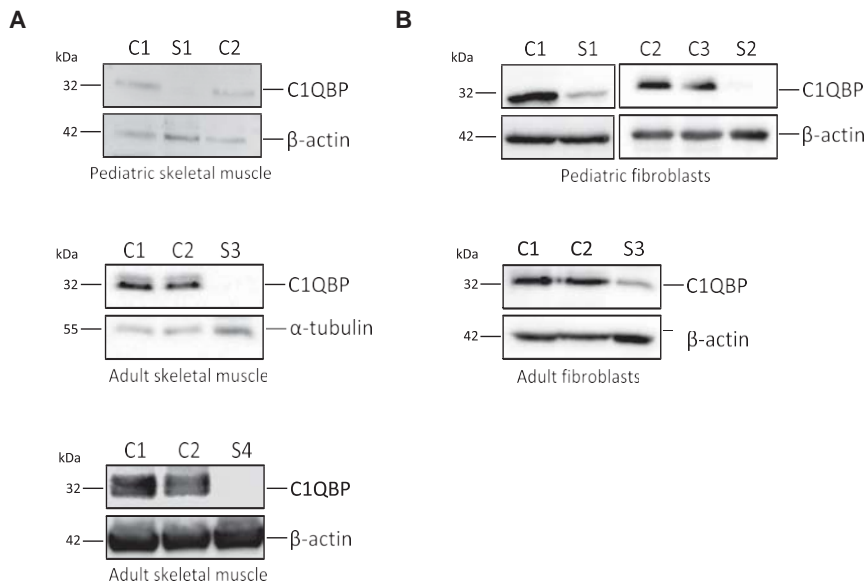 A
C1 S1 C2
kDa
32 C1QBP
42 β-actin
Pediatric skeletal muscle
kDa
C1 C2 S3
32 C1QBP
55 α-tubulin
Adult skeletal muscle
kDa
C1 C2 S4
32 C1QBP
42 β-actin
Adult skeletal muscle
B
C1 S1 C2 C3 S2
kDa
32 C1QBP
42 β-actin
Pediatric fibroblasts
kDa
C1 C2 S3
32 C1QBP
42 β-actin
Adult fibroblasts